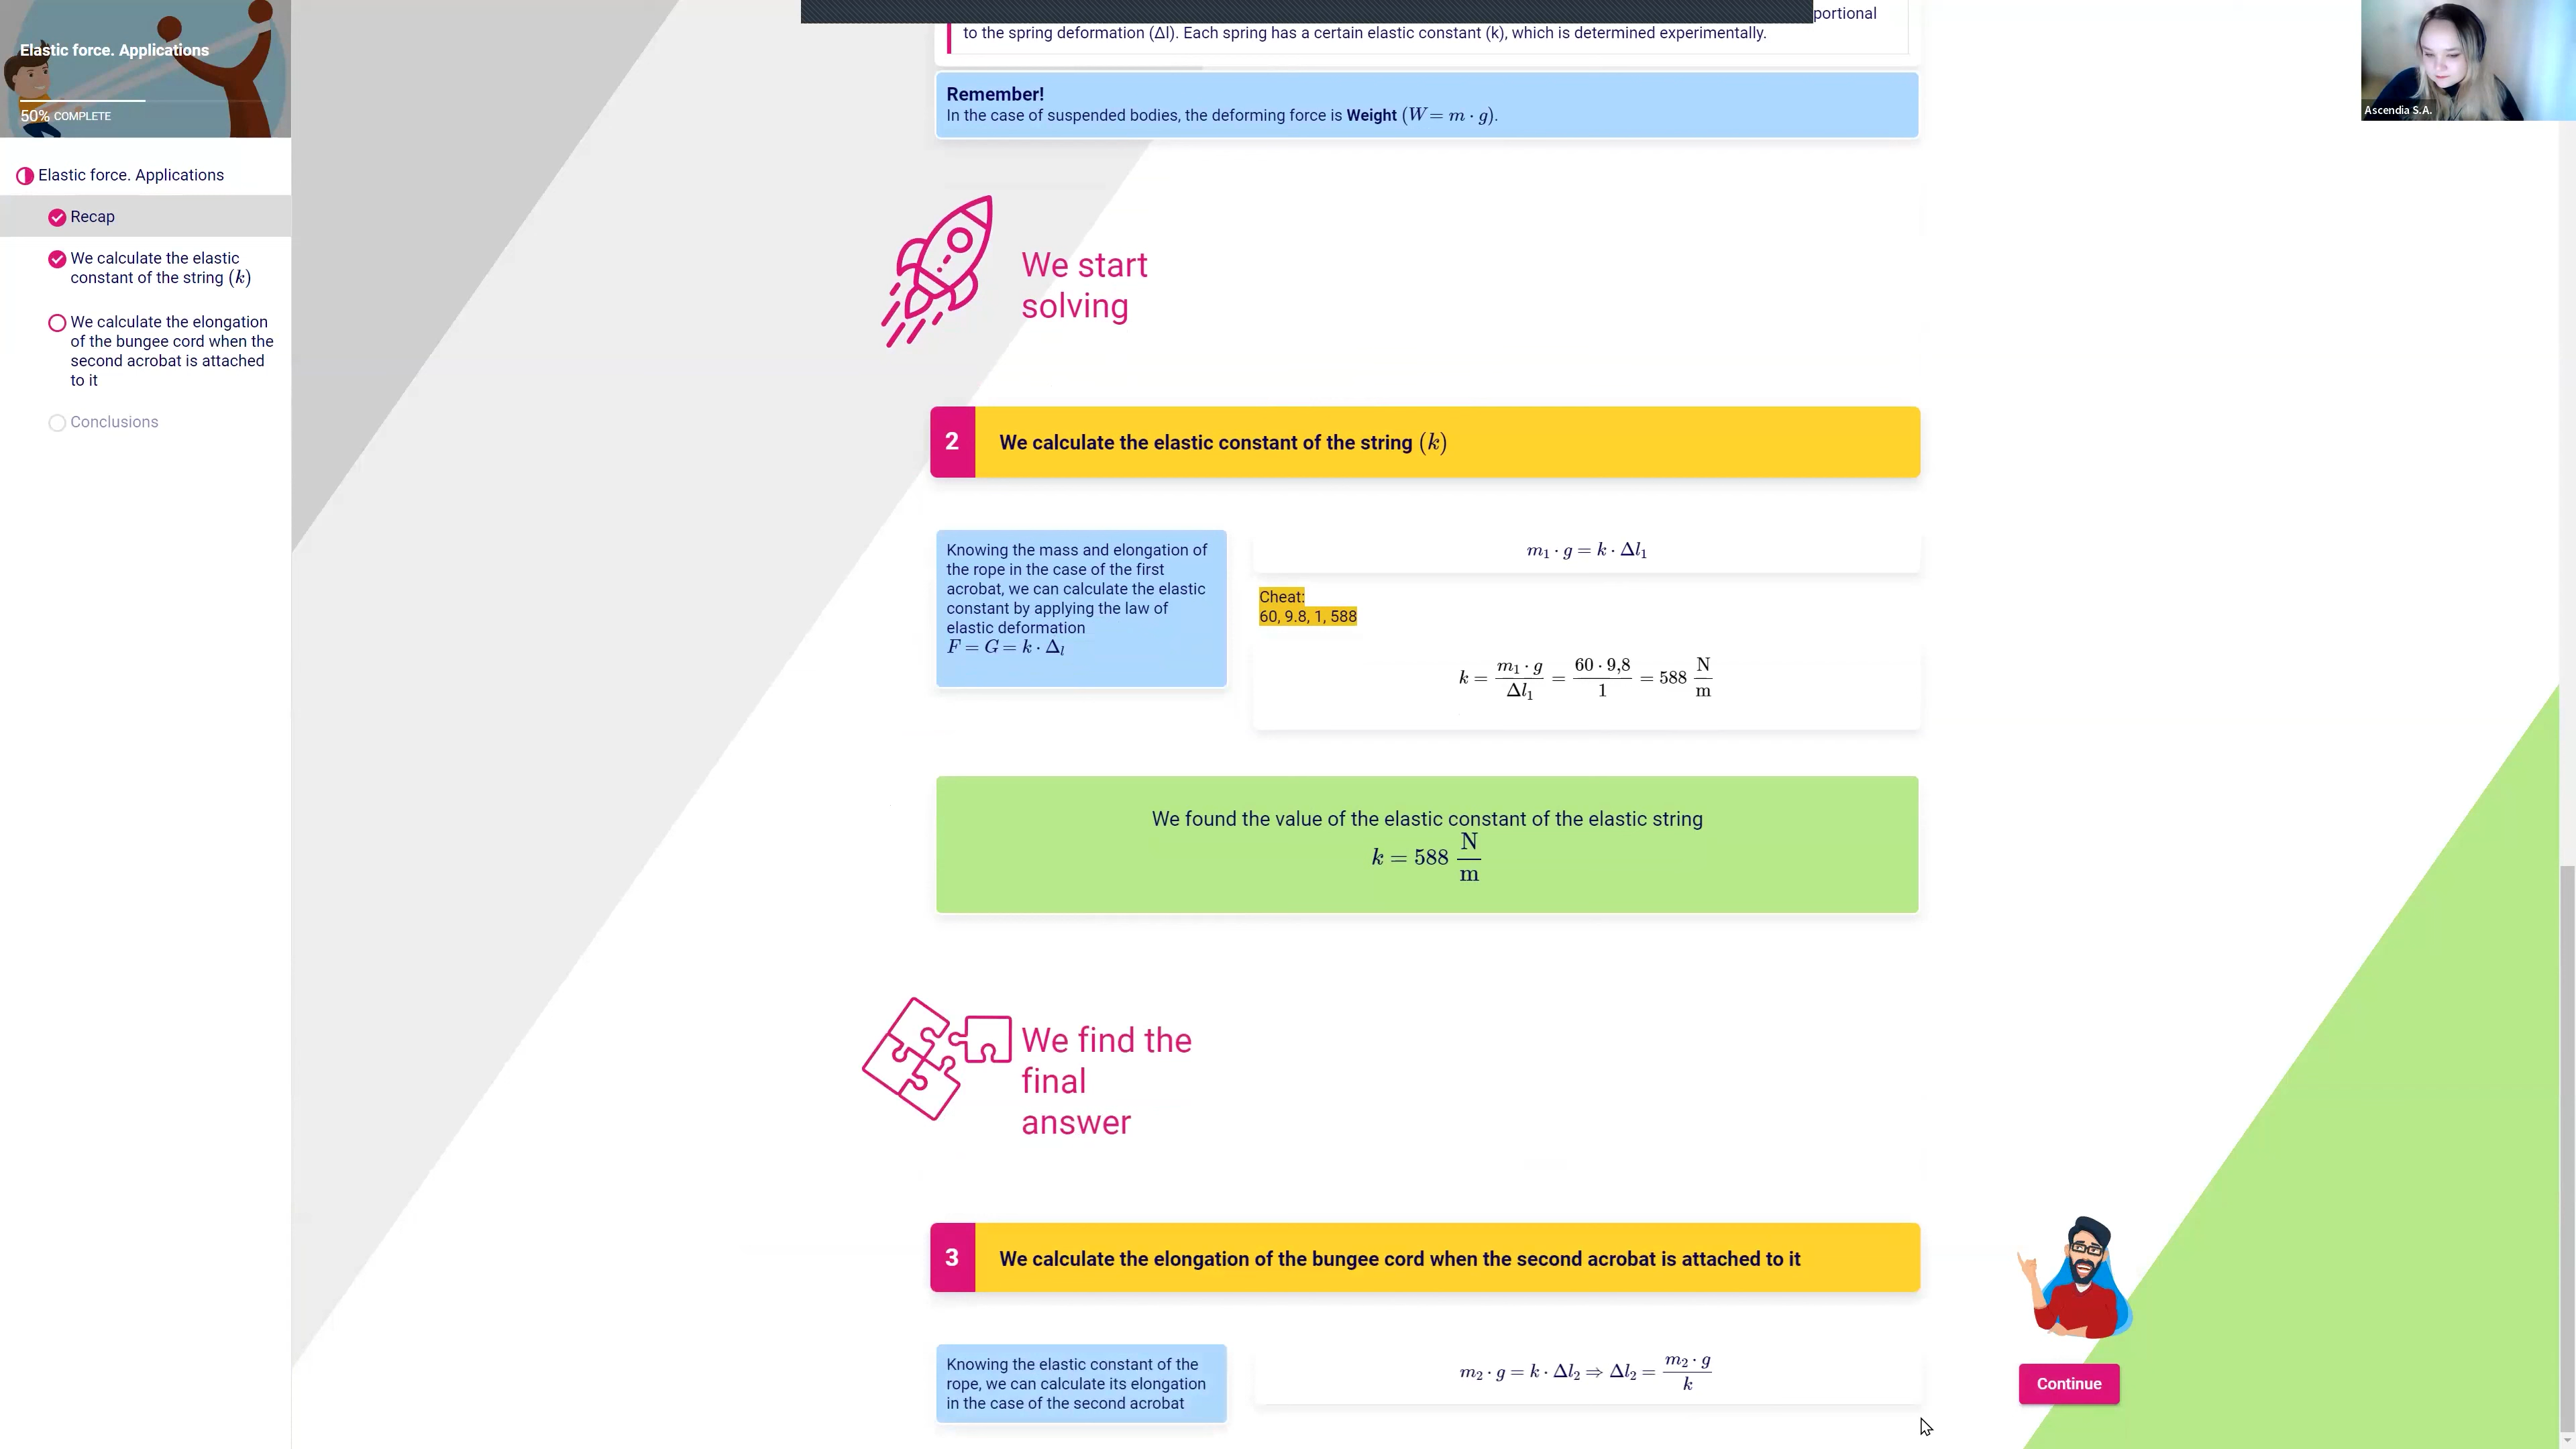 Elastic force. Applications
50% COMPLETE
Elastic force. Applications
Recap
We calculate the elastic
constant of the string (k)
We calculate the elongation
of the bungee cord when the
second acrobat is attached
to it
Conclusions
portional
to the spring deformation (Δl). Each spring has a certain elastic constant (k), which is determined experimentally.
Remember!
In the case of suspended bodies, the deforming force is Weight (W = m · g).
We start
solving
2 We calculate the elastic constant of the string (k)
Knowing the mass and elongation of
the rope in the case of the first
acrobat, we can calculate the elastic
constant by applying the law of
elastic deformation
F = G = k · Δₗ
m₁ · g = k · Δl₁
Cheat:
60, 9.8, 1, 588
k = (m₁ · g)/(Δl₁) = (60 · 9,8)/1 = 588 N/m
We found the value of the elastic constant of the elastic string
k = 588 N/m
We find the
final
answer
3 We calculate the elongation of the bungee cord when the second acrobat is attached to it
Knowing the elastic constant of the
rope, we can calculate its elongation
in the case of the second acrobat
m₂ · g = k · Δl₂ ⇒ Δl₂ = (m₂ · g)/k
Continue
Ascendia S.A.